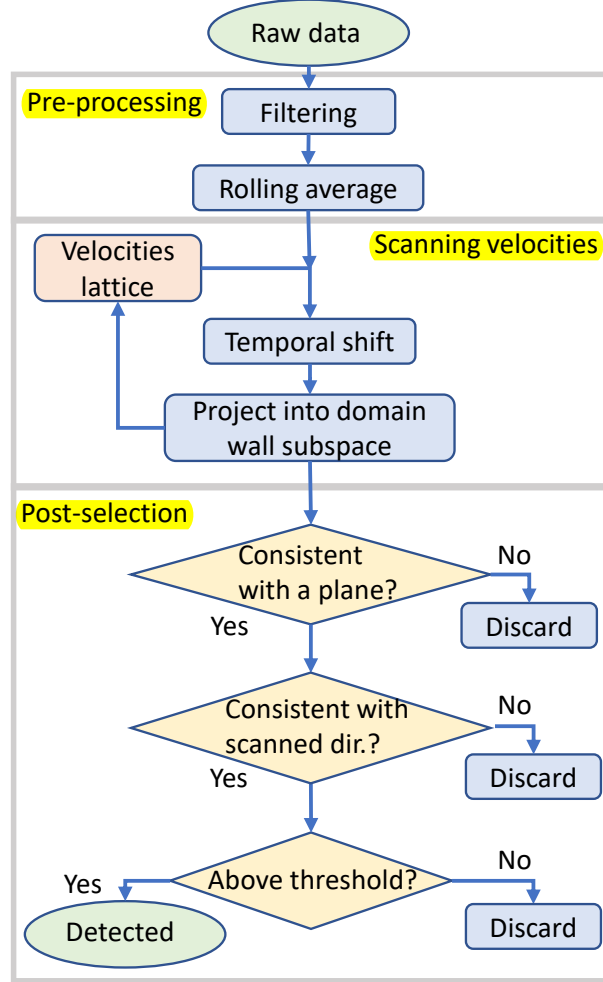 Raw data
Pre-processing
Filtering
Rolling average
Scanning velocities
Velocities
lattice
Temporal shift
Project into domain
wall subspace
Post-selection
Consistent
with a plane?
No
Yes
Discard
Consistent with
scanned dir.?
No
Yes
Discard
Above threshold?
Yes
No
Detected
Discard